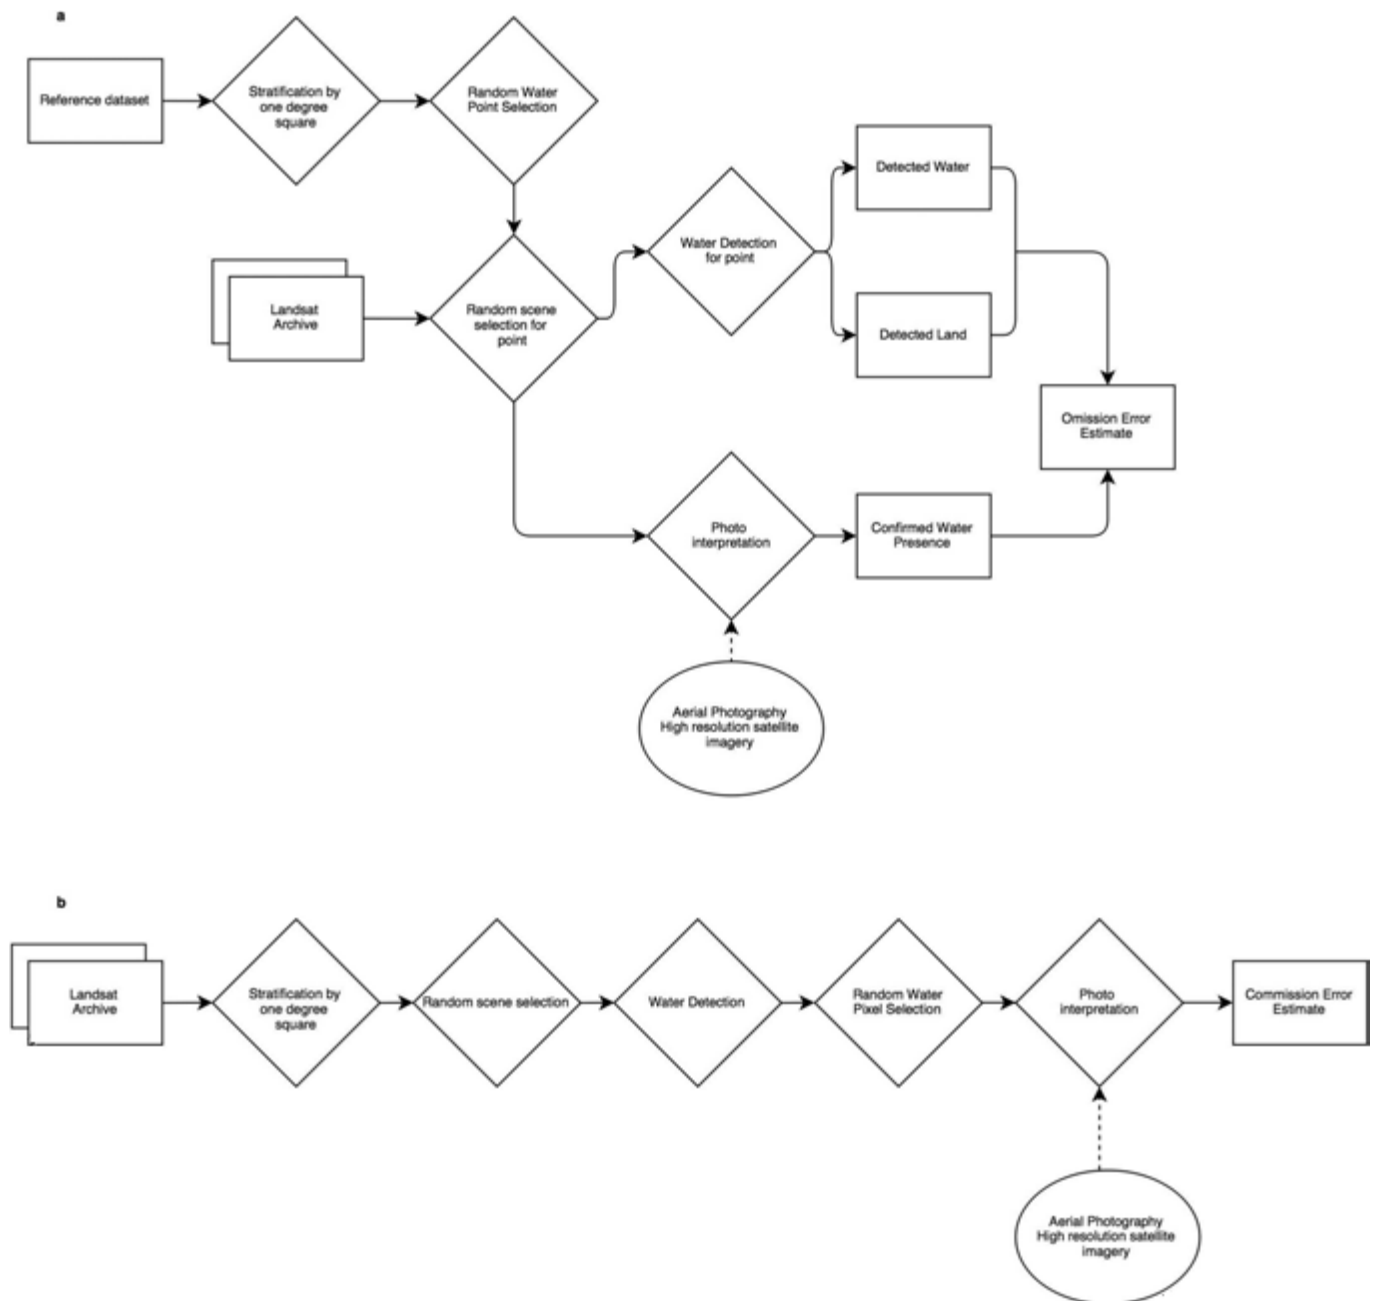 a
Reference dataset
Stratification by
one degree
square
Random Water
Point Selection
Landsat
Archive
Random scene
selection for
point
Water Detection
for point
Detected Water
Detected Land
Omission Error
Estimate
Photo
interpretation
Confirmed Water
Presence
Aerial Photography
High resolution satellite
imagery
b
Landsat
Archive
Stratification by
one degree
square
Random scene selection
Water Detection
Random Water
Pixel Selection
Photo
interpretation
Commission Error
Estimate
Aerial Photography
High resolution satellite
imagery